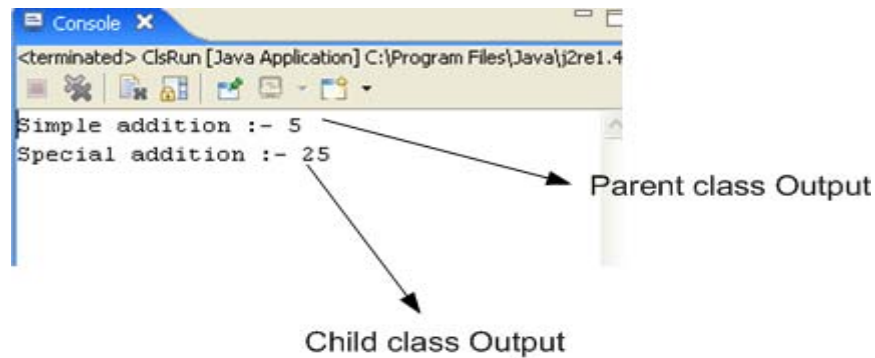 Console
<terminated> ClsRun [Java Application] C:\Program Files\Java\j2re1.4
Simple addition :- 5
Special addition :- 25
Parent class Output
Child class Output